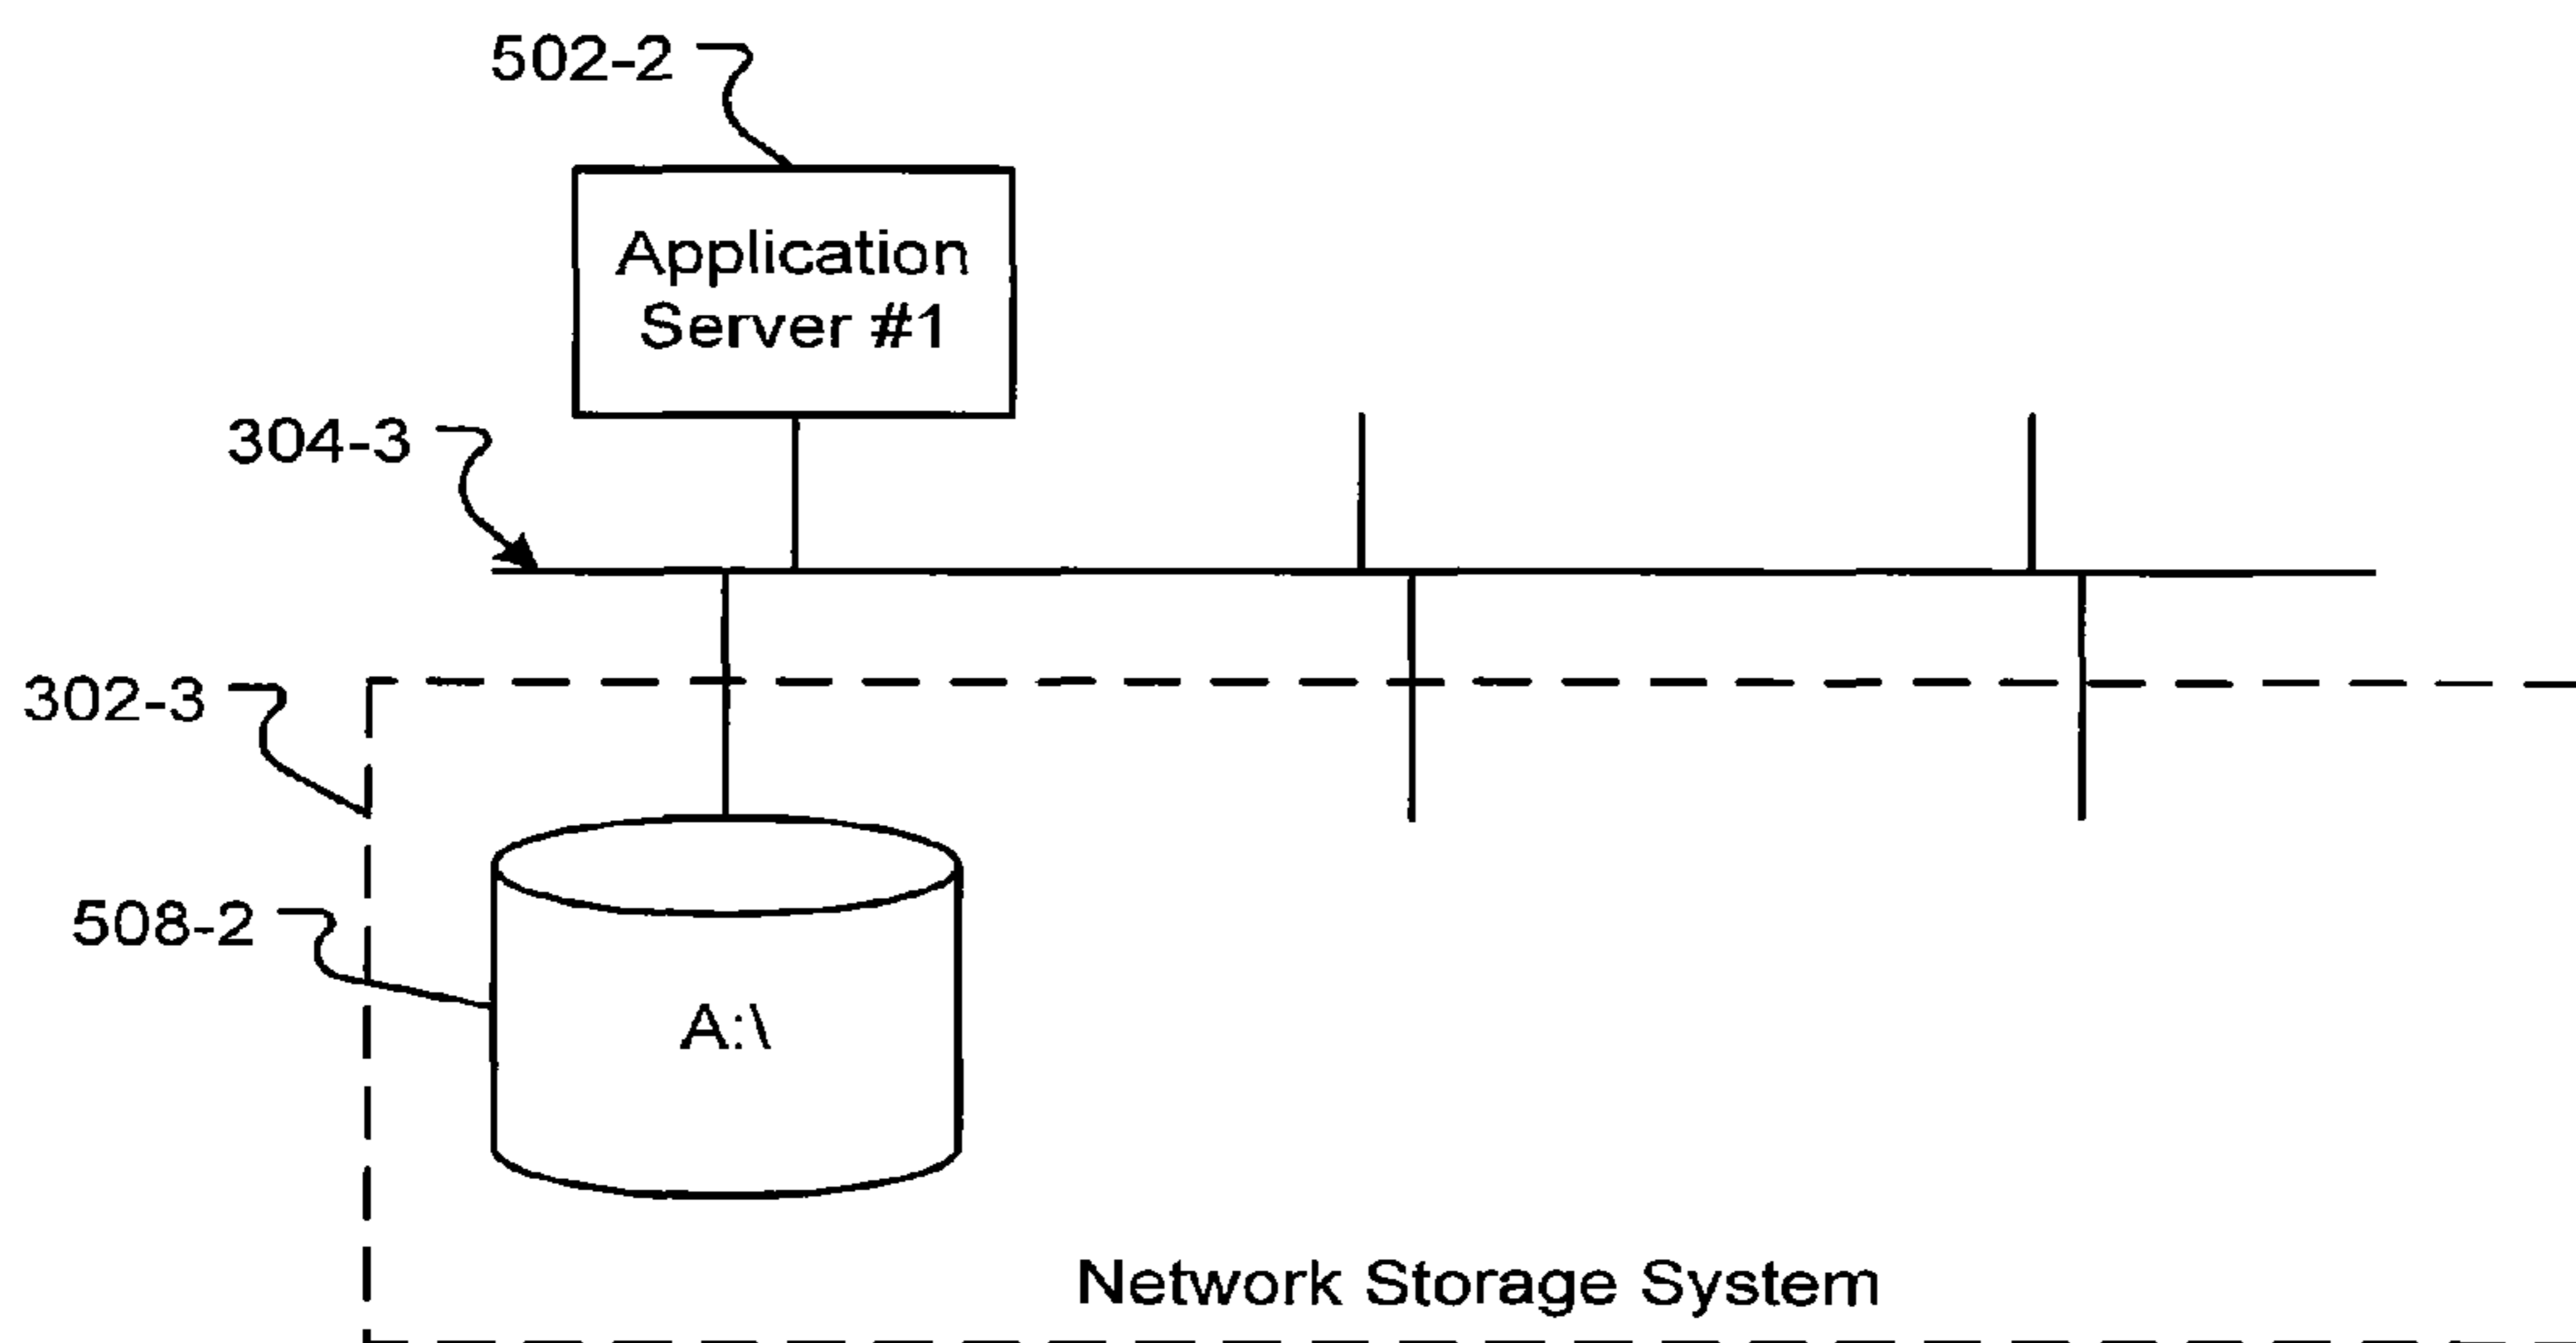 502-2
Application
Server #1
304-3
302-3
508-2
A:\
Network Storage System